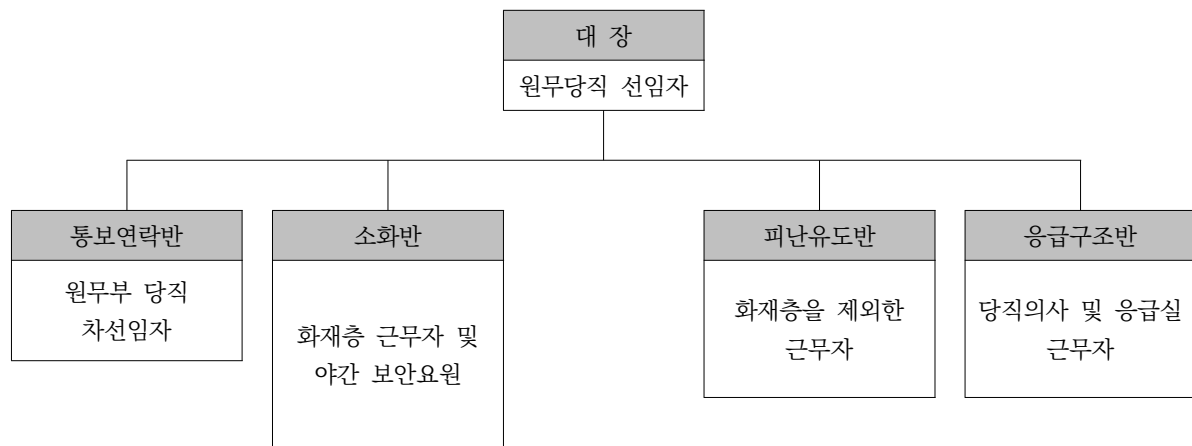 대 장
원무당직 선임자
통보연락반
원무부 당직
차선임자
소화반
화재층 근무자 및
야간 보안요원
피난유도반
화재층을 제외한
근무자
응급구조반
당직의사 및 응급실
근무자